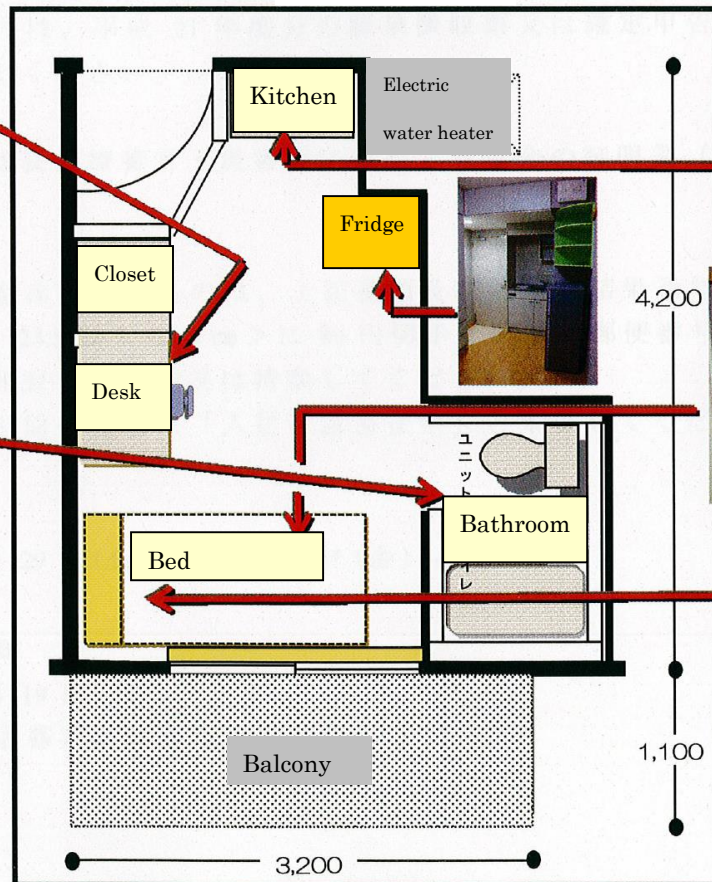 Kitchen
Electric
water heater
Fridge
Closet
4,200
Desk
ユニット
Bathroom
Bed
レ
Balcony
1,100
3,200